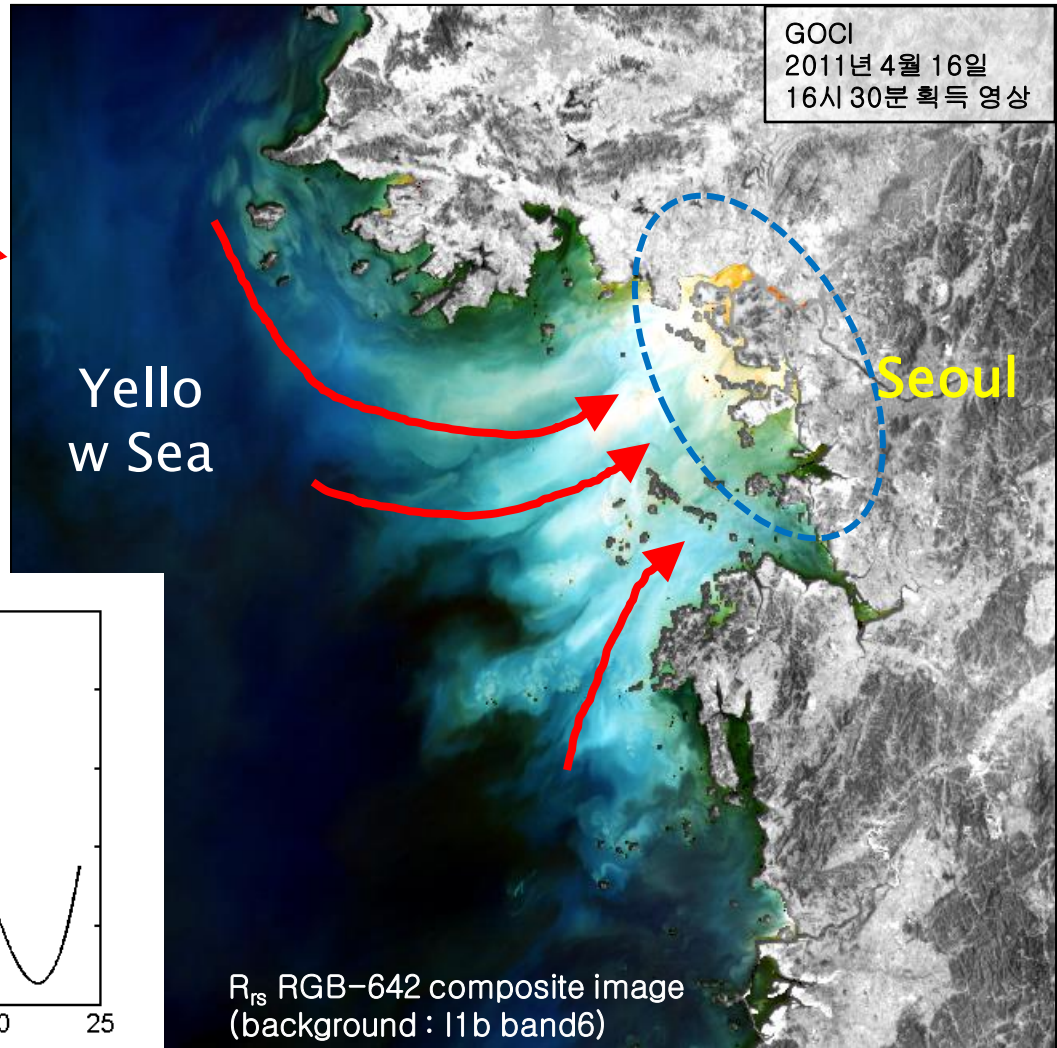 GOCI
2011년 4월 16일
16시 30분 획득 영상
Yello
w Sea
Seoul
R_rs RGB-642 composite image
(background : l1b band6)
0 25